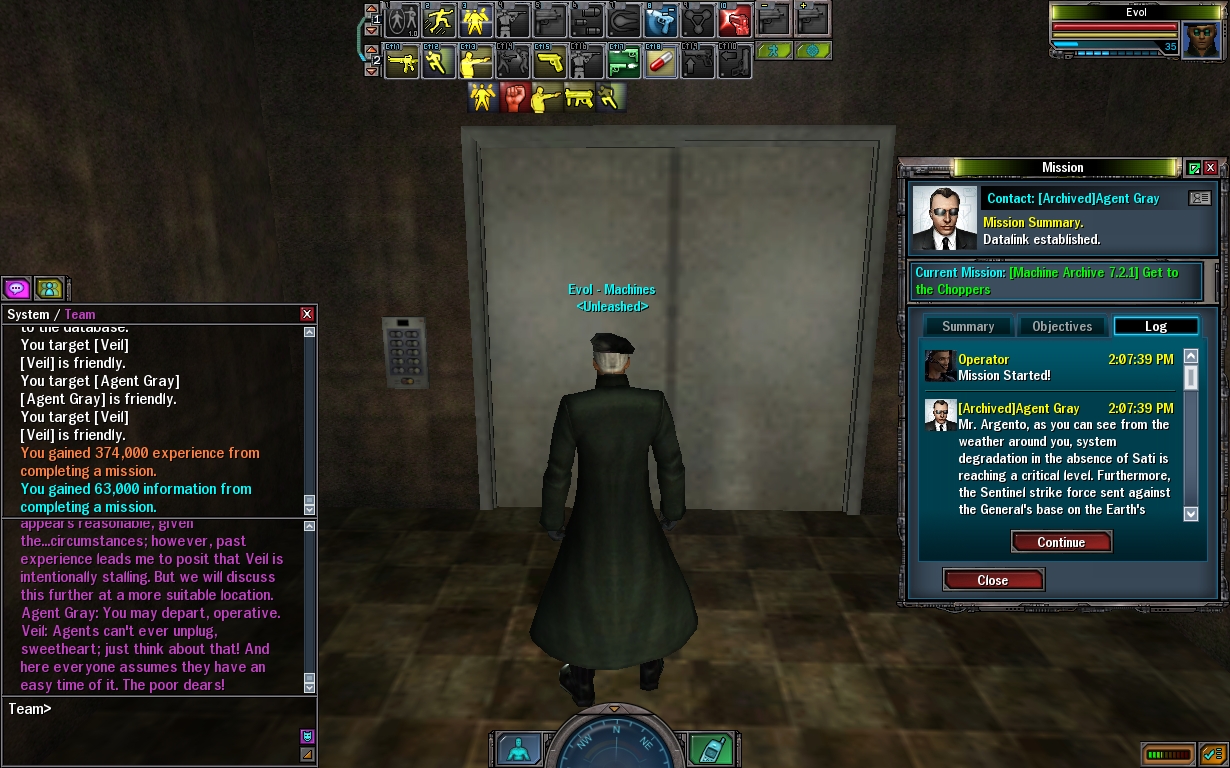 Evol
35
Mission
Contact: [Archived]Agent Gray
Mission Summary.
Datalink established.
Current Mission: [Machine Archive 7.2.1] Get to
the Choppers
Summary
Objectives
Log
Operator 2:07:39 PM
Mission Started!
[Archived]Agent Gray 2:07:39 PM
Mr. Argento, as you can see from the
weather around you, system
degradation in the absence of Sati is
reaching a critical level. Furthermore,
the Sentinel strike force sent against
the General's base on the Earth's
Continue
Close
Evol - Machines
<Unleashed>
System / Team
to the database.
You target [Veil]
[Veil] is friendly.
You target [Agent Gray]
[Agent Gray] is friendly.
You target [Veil]
[Veil] is friendly.
You gained 374,000 experience from
completing a mission.
You gained 63,000 information from
completing a mission.
appears reasonable, given
the...circumstances; however, past
experience leads me to posit that Veil is
intentionally stalling. But we will discuss
this further at a more suitable location.
Agent Gray: You may depart, operative.
Veil: Agents can't ever unplug,
sweetheart; just think about that! And
here everyone assumes they have an
easy time of it. The poor dears!
Team>
NW N NE